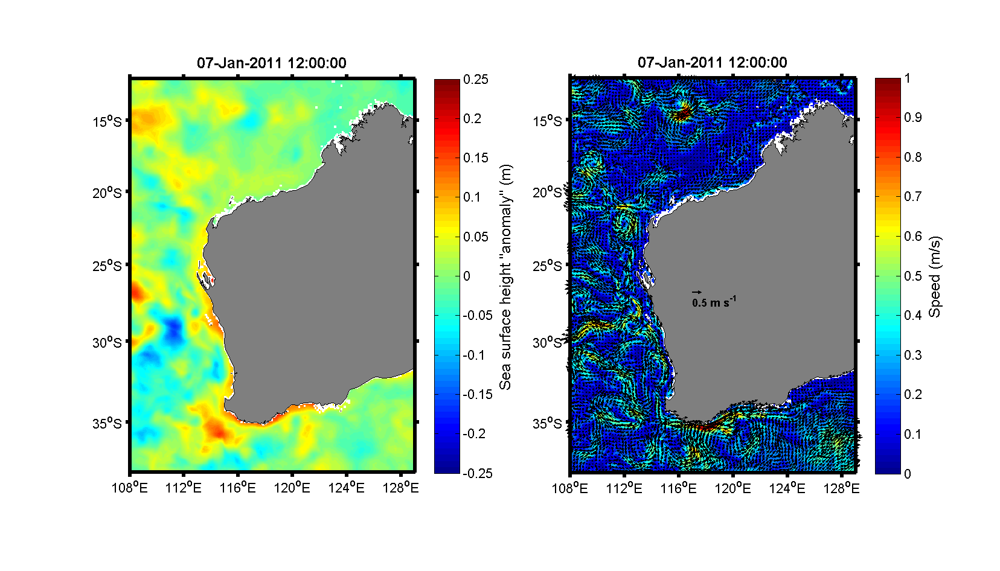 07-Jan-2011 12:00:00
15°S
20°S
25°S
30°S
35°S
108°E
112°E
116°E
120°E
124°E
128°E
0.25
0.2
0.15
0.1
0.05
0
-0.05
-0.1
-0.15
-0.2
-0.25
Sea surface height "anomaly" (m)
07-Jan-2011 12:00:00
15°S
20°S
25°S
30°S
35°S
108°E
112°E
116°E
120°E
124°E
128°E
0.5 m s⁻¹
1
0.9
0.8
0.7
0.6
0.5
0.4
0.3
0.2
0.1
0
Speed (m/s)